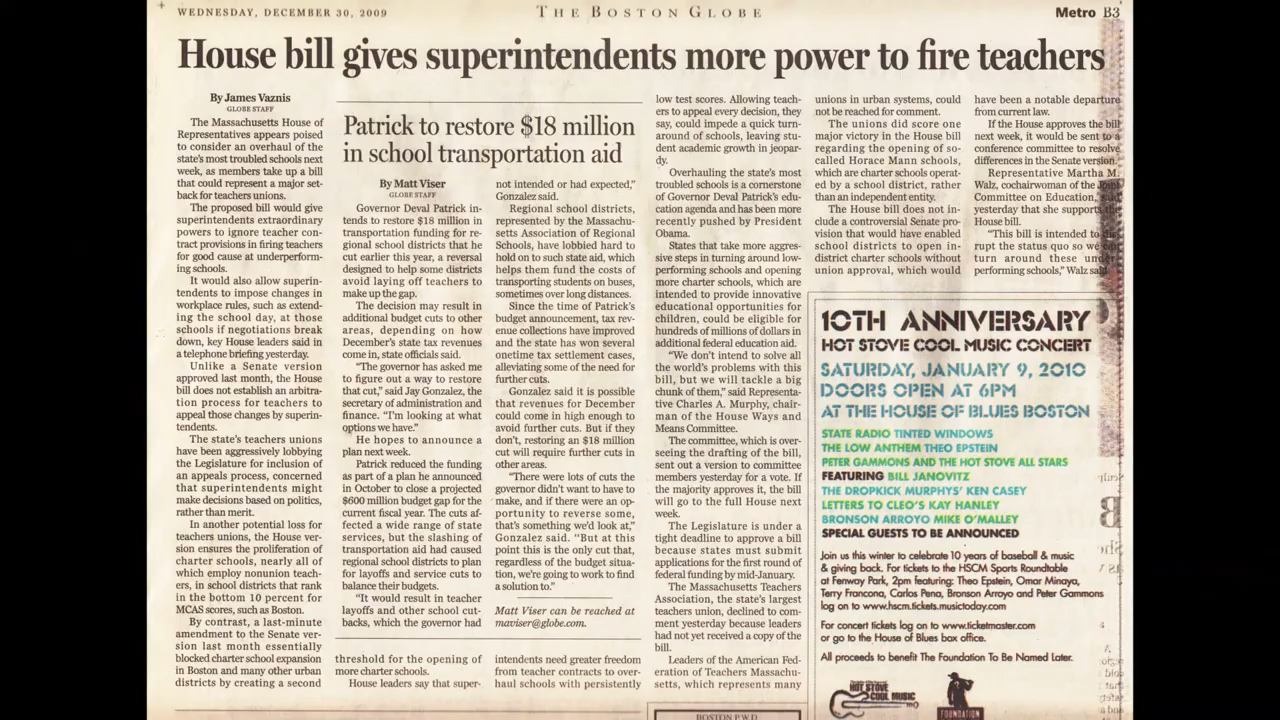 WEDNESDAY, DECEMBER 30, 2009
THE BOSTON GLOBE
Metro B3
House bill gives superintendents more power to fire teachers
By James Vaznis
GLOBE STAFF
The Massachusetts House of
Representatives appears poised
to consider an overhaul of the
state's most troubled schools next
week, as members take up a bill
that could represent a major set-
back for teachers unions.
The proposed bill would give
superintendents extraordinary
powers to ignore teacher con-
tract provisions in firing teachers
for good cause at underperform-
ing schools.
It would also allow superin-
tendents to impose changes in
workplace rules, such as extend-
ing the school day, at those
schools if negotiations break
down, key House leaders said in
a telephone briefing yesterday.
Unlike a Senate version
approved last month, the House
bill does not establish an arbitra-
tion process for teachers to
appeal those changes by superin-
tendents.
The state's teachers unions
have been aggressively lobbying
the Legislature for inclusion of
an appeals process, concerned
that superintendents might
make decisions based on politics,
rather than merit.
In another potential loss for
teachers unions, the House ver-
sion ensures the proliferation of
charter schools, nearly all of
which employ nonunion teach-
ers, in school districts that rank
in the bottom 10 percent for
MCAS scores, such as Boston.
By contrast, a last-minute
amendment to the Senate ver-
sion last month essentially
blocked charter school expansion
in Boston and many other urban
districts by creating a second
threshold for the opening of
more charter schools.
House leaders say that super-
intendents need greater freedom
from teacher contracts to over-
haul schools with persistently
low test scores. Allowing teach-
ers to appeal every decision, they
say, could impede a quick turn-
around of schools, leaving stu-
dent academic growth in jeopar-
dy.
Overhauling the state's most
troubled schools is a cornerstone
of Governor Deval Patrick's edu-
cation agenda and has been more
recently pushed by President
Obama.
States that take more aggres-
sive steps in turning around low-
performing schools and opening
more charter schools, which are
intended to provide innovative
educational opportunities for
children, could be eligible for
hundreds of millions of dollars in
additional federal education aid.
"We don't intend to solve all
the world's problems with this
bill, but we will tackle a big
chunk of them," said Representa-
tive Charles A. Murphy, chair-
man of the House Ways and
Means Committee.
The committee, which is over-
seeing the drafting of the bill,
sent out a version to committee
members yesterday for a vote. If
the majority approves it, the bill
will go to the full House next
week.
The Legislature is under a
tight deadline to approve a bill
because states must submit
applications for the first round of
federal funding by mid-January.
The Massachusetts Teachers
Association, the state's largest
teachers union, declined to com-
ment yesterday because leaders
had not yet received a copy of the
bill.
Leaders of the American Fed-
eration of Teachers Massachu-
setts, which represents many
unions in urban systems, could
not be reached for comment.
The unions did score one
major victory in the House bill
regarding the opening of so-
called Horace Mann schools,
which are charter schools operat-
ed by a school district, rather
than an independent entity.
The House bill does not in-
clude a controversial Senate pro-
vision that would have enabled
school districts to open in-
district charter schools without
union approval, which would
have been a notable departure
from current law.
If the House approves the bill
next week, it would be sent to a
conference committee to resolve
differences in the Senate version.
Representative Martha M.
Walz, cochairwoman of the Joint
Committee on Education, said
yesterday that she supports the
House bill.
"This bill is intended to dis-
rupt the status quo so we can
turn around these under-
performing schools," Walz said.
Patrick to restore $18 million
in school transportation aid
By Matt Viser
GLOBE STAFF
Governor Deval Patrick in-
tends to restore $18 million in
transportation funding for re-
gional school districts that he
cut earlier this year, a reversal
designed to help some districts
avoid laying off teachers to
make up the gap.
The decision may result in
additional budget cuts to other
areas, depending on how
December's state tax revenues
come in, state officials said.
"The governor has asked me
to figure out a way to restore
that cut," said Jay Gonzalez, the
secretary of administration and
finance. "I'm looking at what
options we have."
He hopes to announce a
plan next week.
Patrick reduced the funding
as part of a plan he announced
in October to close a projected
$600 million budget gap for the
current fiscal year. The cuts af-
fected a wide range of state
services, but the slashing of
transportation aid had caused
regional school districts to plan
for layoffs and service cuts to
balance their budgets.
"It would result in teacher
layoffs and other school cut-
backs, which the governor had
not intended or had expected,"
Gonzalez said.
Regional school districts,
represented by the Massachu-
setts Association of Regional
Schools, have lobbied hard to
hold on to such state aid, which
helps them fund the costs of
transporting students on buses,
sometimes over long distances.
Since the time of Patrick's
budget announcement, tax rev-
enue collections have improved
and the state has won several
onetime tax settlement cases,
alleviating some of the need for
further cuts.
Gonzalez said it is possible
that revenues for December
could come in high enough to
avoid further cuts. But if they
don't, restoring an $18 million
cut will require further cuts in
other areas.
"There were lots of cuts the
governor didn't want to have to
make, and if there were an op-
portunity to reverse some,
that's something we'd look at,"
Gonzalez said. "But at this
point this is the only cut that,
regardless of the budget situa-
tion, we're going to work to find
a solution to."
Matt Viser can be reached at
maviser@globe.com.
10TH ANNIVERSARY
HOT STOVE COOL MUSIC CONCERT
SATURDAY, JANUARY 9, 2010
DOORS OPEN AT 6PM
AT THE HOUSE OF BLUES BOSTON
STATE RADIO TINTED WINDOWS
THE LOW ANTHEM THEO EPSTEIN
PETER GAMMONS AND THE HOT STOVE ALL STARS
FEATURING BILL JANOVITZ
THE DROPKICK MURPHYS' KEN CASEY
LETTERS TO CLEO'S KAY HANLEY
BRONSON ARROYO MIKE O'MALLEY
SPECIAL GUESTS TO BE ANNOUNCED
Join us this winter to celebrate 10 years of baseball & music
& giving back. For tickets to the HSCM Sports Roundtable
at Fenway Park, 2pm featuring: Theo Epstein, Omar Minaya,
Terry Francona, Carlos Pena, Bronson Arroyo and Peter Gammons
log on to www.hscm.tickets.musictoday.com
For concert tickets log on to www.ticketmaster.com
or go to the House of Blues box office.
All proceeds to benefit The Foundation To Be Named Later.
HOT STOVE
COOL MUSIC
FOUNDATION
BOSTON P.W.D